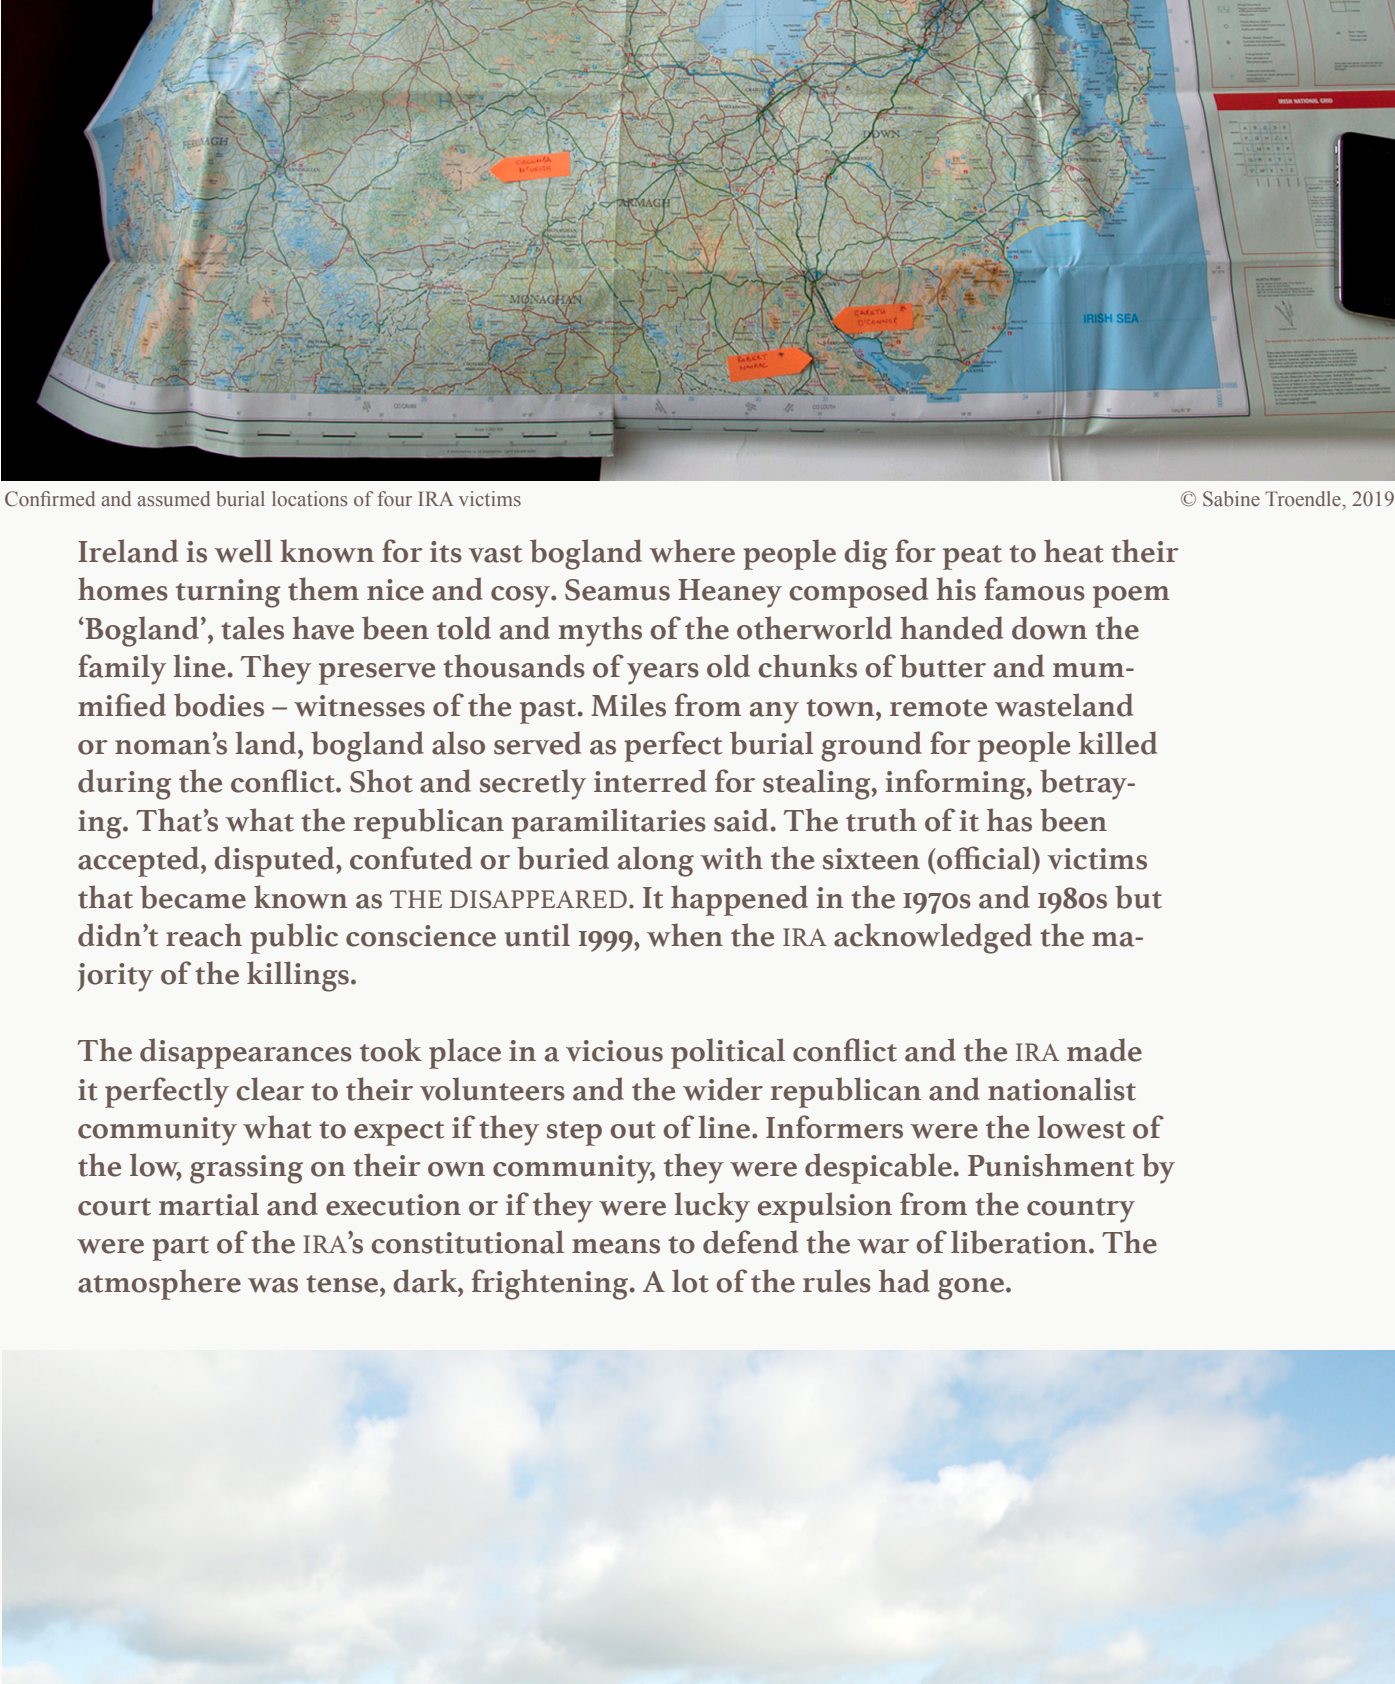 IRISH NATIONAL GRID
DOWN
FERMANAGH
COLUMBA
MCVEIGH
ARMAGH
MONAGHAN
GARETH
O'CONNOR
IRISH SEA
ROBERT
NAIRAC
CO CAVAN
CO LOUTH
Confirmed and assumed burial locations of four IRA victims
© Sabine Troendle, 2019
Ireland is well known for its vast bogland where people dig for peat to heat their
homes turning them nice and cosy. Seamus Heaney composed his famous poem
‘Bogland’, tales have been told and myths of the otherworld handed down the
family line. They preserve thousands of years old chunks of butter and mum-
mified bodies – witnesses of the past. Miles from any town, remote wasteland
or noman’s land, bogland also served as perfect burial ground for people killed
during the conflict. Shot and secretly interred for stealing, informing, betray-
ing. That’s what the republican paramilitaries said. The truth of it has been
accepted, disputed, confuted or buried along with the sixteen (official) victims
that became known as THE DISAPPEARED. It happened in the 1970s and 1980s but
didn’t reach public conscience until 1999, when the IRA acknowledged the ma-
jority of the killings.
The disappearances took place in a vicious political conflict and the IRA made
it perfectly clear to their volunteers and the wider republican and nationalist
community what to expect if they step out of line. Informers were the lowest of
the low, grassing on their own community, they were despicable. Punishment by
court martial and execution or if they were lucky expulsion from the country
were part of the IRA’s constitutional means to defend the war of liberation. The
atmosphere was tense, dark, frightening. A lot of the rules had gone.